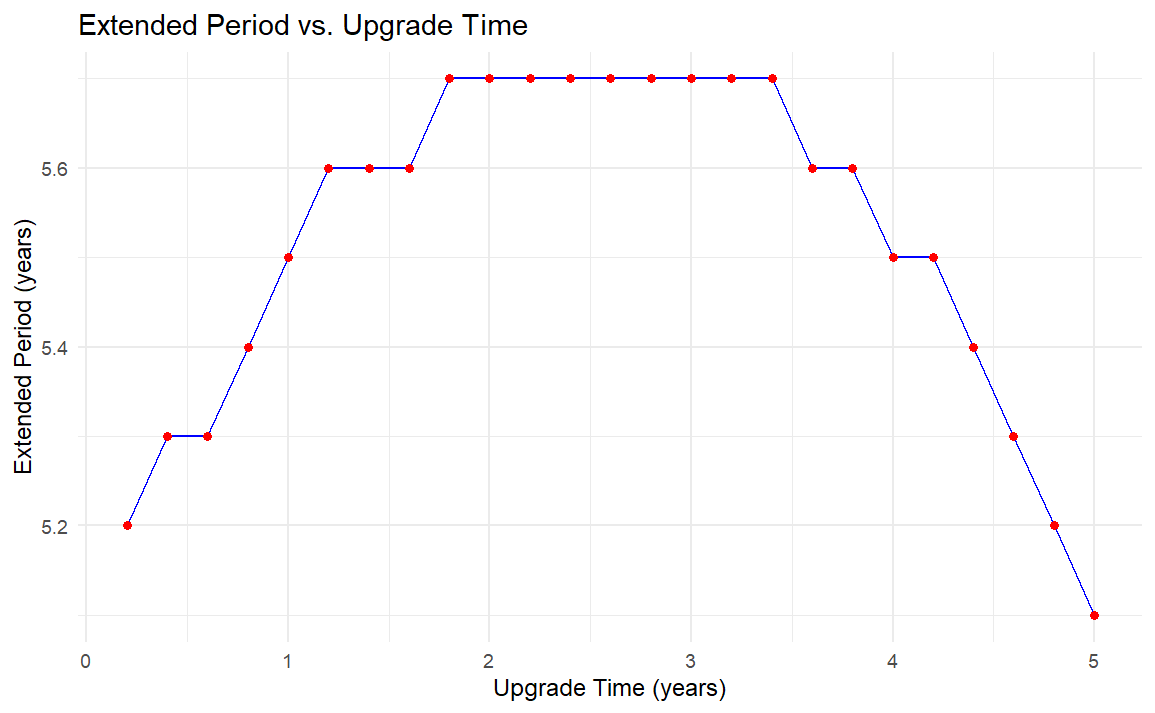 Extended Period vs. Upgrade Time
Extended Period (years)
5.6
5.4
5.2
0 1 2 3 4 5
Upgrade Time (years)